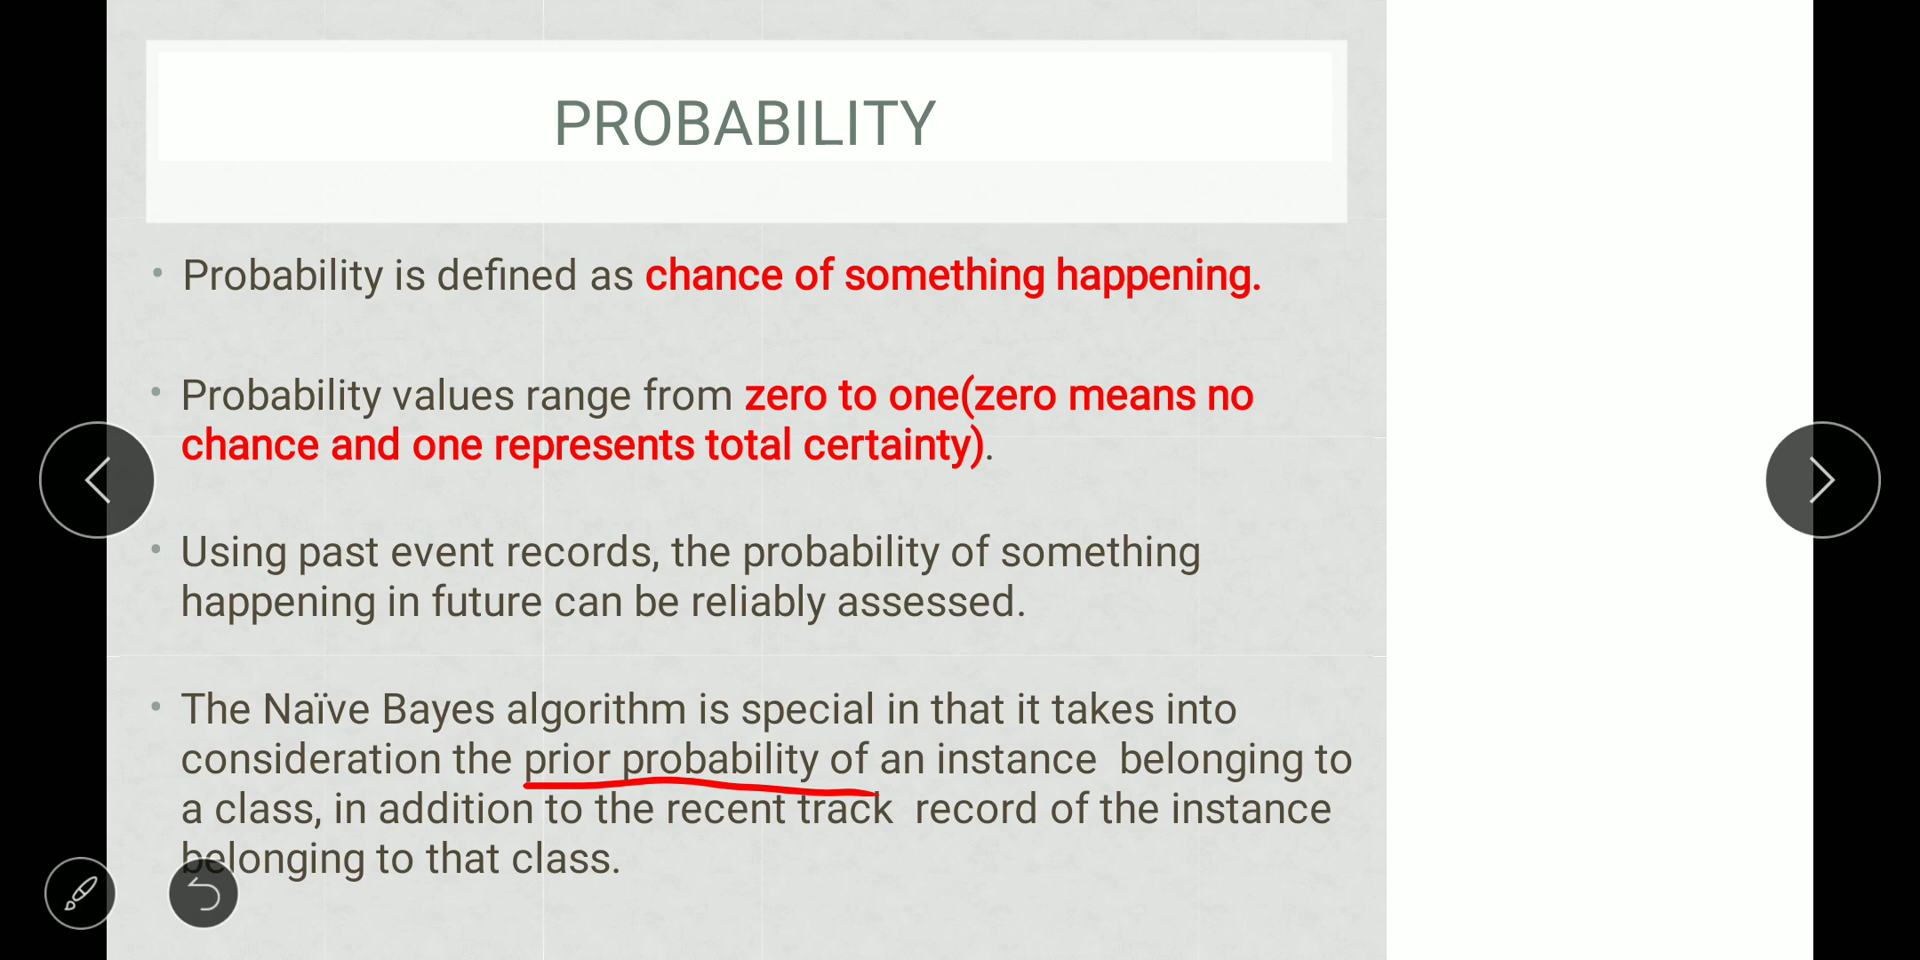 PROBABILITY
Probability is defined as chance of something happening.
Probability values range from zero to one(zero means no
chance and one represents total certainty).
Using past event records, the probability of something
happening in future can be reliably assessed.
The Naïve Bayes algorithm is special in that it takes into
consideration the prior probability of an instance belonging to
a class, in addition to the recent track record of the instance
belonging to that class.